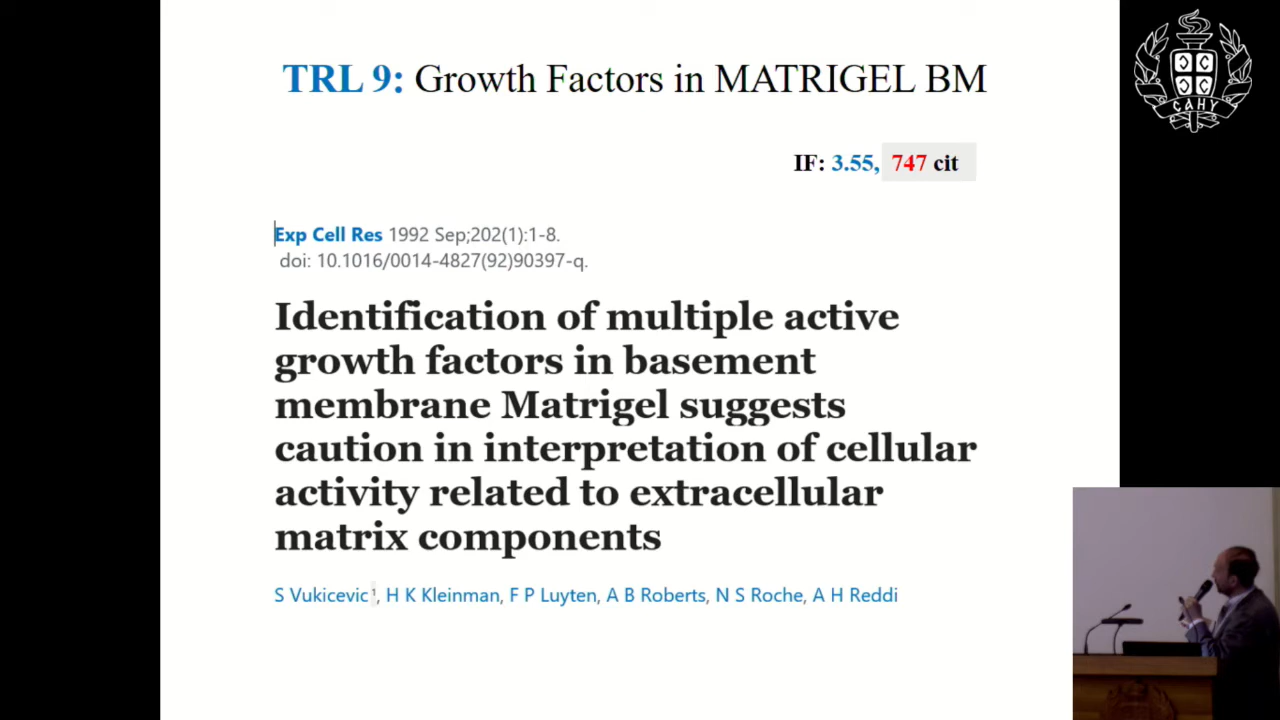 TRL 9: Growth Factors in MATRIGEL BM
IF: 3.55, 747 cit
Exp Cell Res 1992 Sep;202(1):1-8.
doi: 10.1016/0014-4827(92)90397-q.
Identification of multiple active
growth factors in basement
membrane Matrigel suggests
caution in interpretation of cellular
activity related to extracellular
matrix components
S Vukicevic¹, H K Kleinman, F P Luyten, A B Roberts, N S Roche, A H Reddi
САНУ